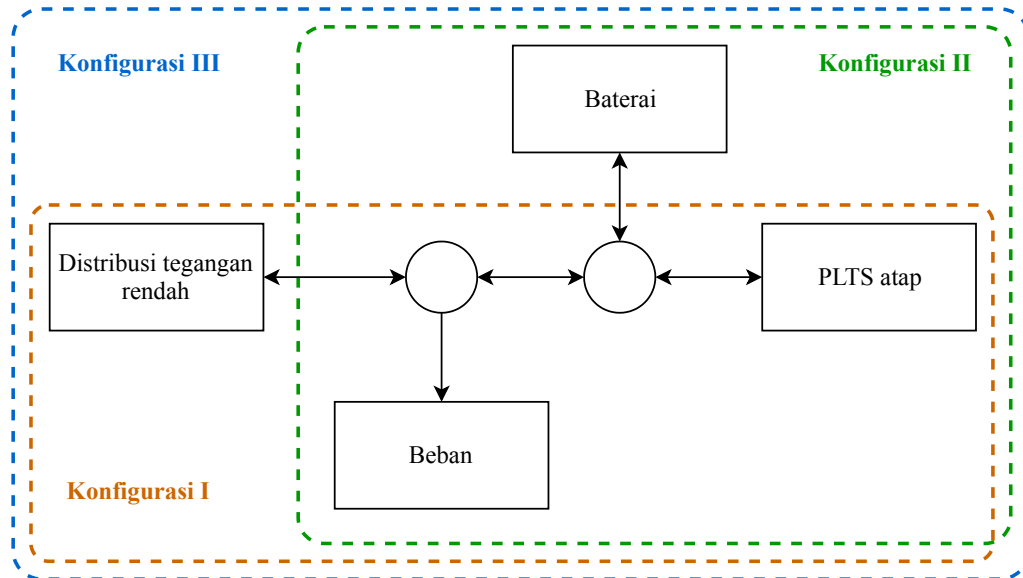 Konfigurasi III
Konfigurasi II
Baterai
Distribusi tegangan
rendah
PLTS atap
Beban
Konfigurasi I